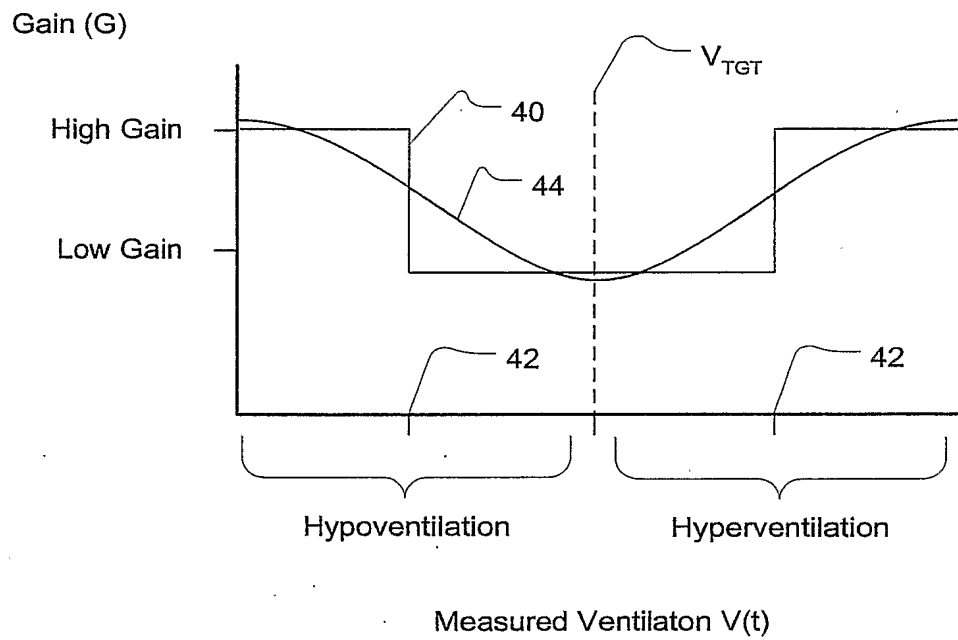 Gain (G)
V_TGT
High Gain
40
44
Low Gain
42
42
Hypoventilation
Hyperventilation
Measured Ventilaton V(t)